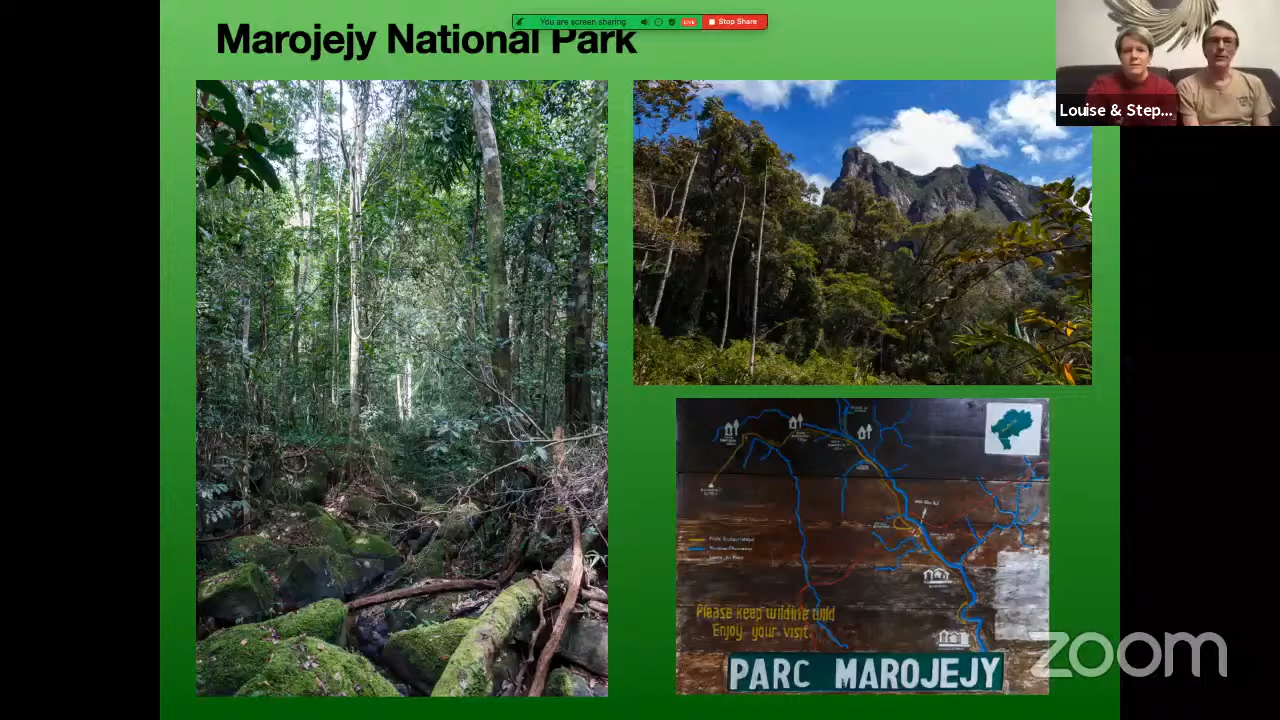 You are screen sharing
LIVE
Stop Share
Marojejy National Park
Louise & Step...
Please keep wildlife wild
Enjoy your visit.
PARC MAROJEJY
zoom